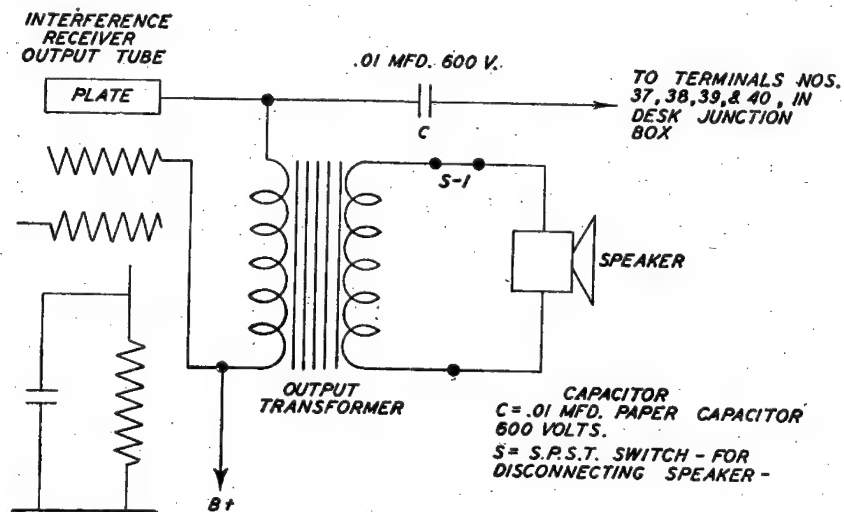 INTERFERENCE
RECEIVER
OUTPUT TUBE
PLATE
.01 MFD. 600 V.
C
TO TERMINALS NOS.
37, 38, 39, & 40, IN
DESK JUNCTION
BOX
S-1
SPEAKER
OUTPUT
TRANSFORMER
B+
CAPACITOR
C = .01 MFD. PAPER CAPACITOR
600 VOLTS.
S = S.P.S.T. SWITCH - FOR
DISCONNECTING SPEAKER -